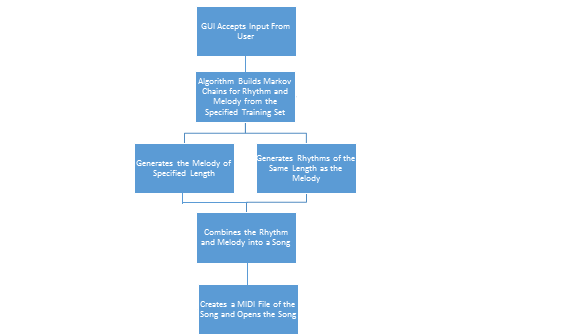 GUI Accepts Input From
User
Algorithm Builds Markov
Chains for Rhythm and
Melody from the
Specified Training Set
Generates the Melody of
Specified Length
Generates Rhythms of the
Same Length as the
Melody
Combines the Rhythm
and Melody into a Song
Creates a MIDI File of the
Song and Opens the Song